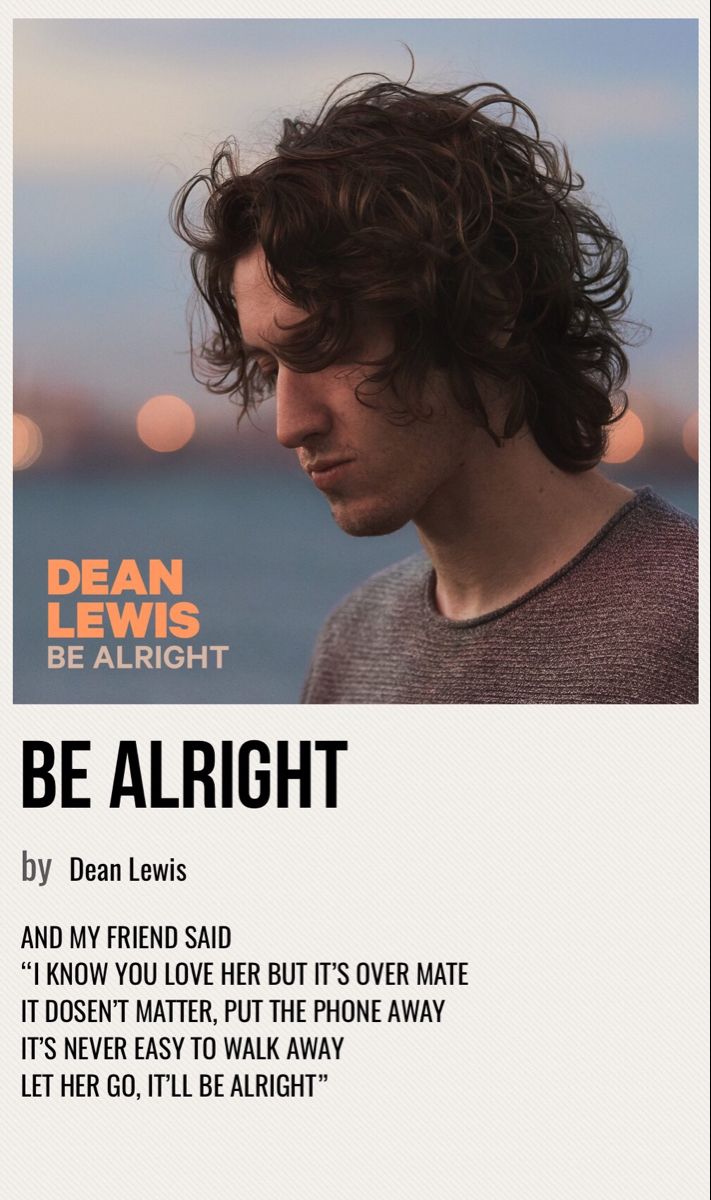 DEAN
LEWIS
BE ALRIGHT
BE ALRIGHT
by Dean Lewis
AND MY FRIEND SAID
“I KNOW YOU LOVE HER BUT IT’S OVER MATE
IT DOSEN’T MATTER, PUT THE PHONE AWAY
IT’S NEVER EASY TO WALK AWAY
LET HER GO, IT’LL BE ALRIGHT”